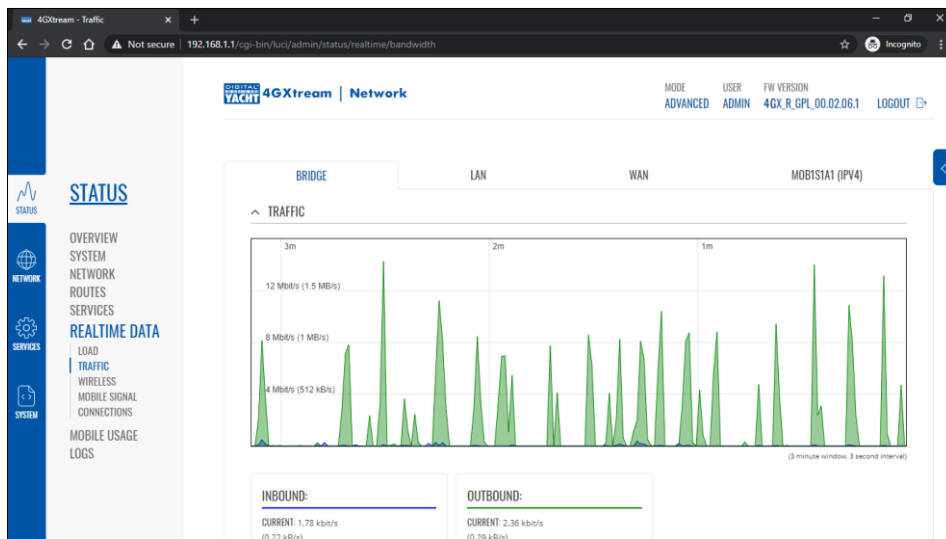 4GXtream - Traffic
Not secure | 192.168.1.1/cgi-bin/luci/admin/status/realtime/bandwidth
Incognito
DIGITAL YACHT 4GXtream | Network
MODE USER FW VERSION
ADVANCED ADMIN 4GX_R_GPL_00.02.06.1 LOGOUT
STATUS
NETWORK
SERVICES
SYSTEM
STATUS
OVERVIEW
SYSTEM
NETWORK
ROUTES
SERVICES
REALTIME DATA
LOAD
TRAFFIC
WIRELESS
MOBILE SIGNAL
CONNECTIONS
MOBILE USAGE
LOGS
BRIDGE LAN WAN MOB1S1A1 (IPV4)
TRAFFIC
3m 2m 1m
12 Mbit/s (1.5 MB/s)
8 Mbit/s (1 MB/s)
4 Mbit/s (512 kB/s)
(3 minute window, 3 second interval)
INBOUND:
CURRENT: 1.78 kbit/s
(0.22 kB/s)
OUTBOUND:
CURRENT: 2.36 kbit/s
(0.29 kB/s)